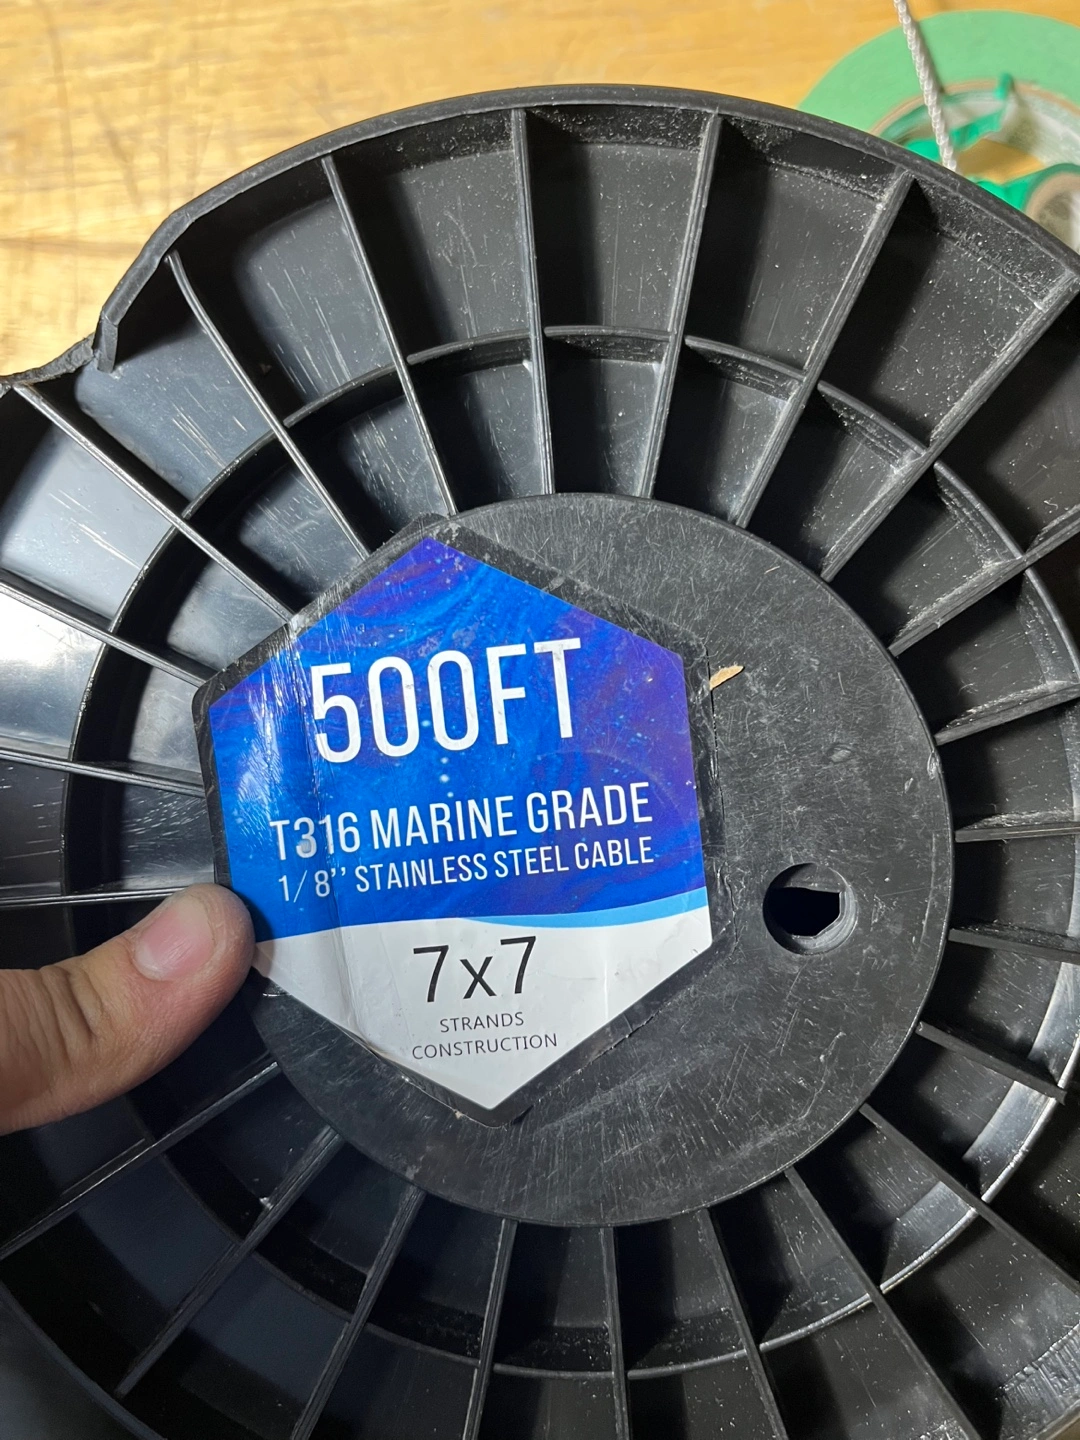 500FT
T316 MARINE GRADE
1/8’’ STAINLESS STEEL CABLE
7x7
STRANDS
CONSTRUCTION